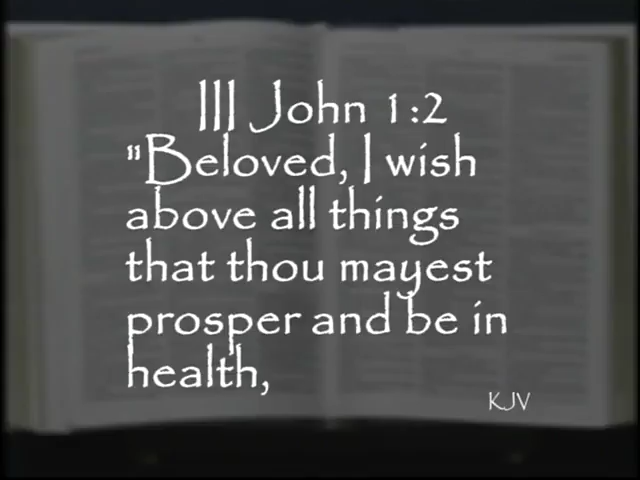 III John 1:2
"Beloved, I wish
above all things
that thou mayest
prosper and be in
health,
KJV